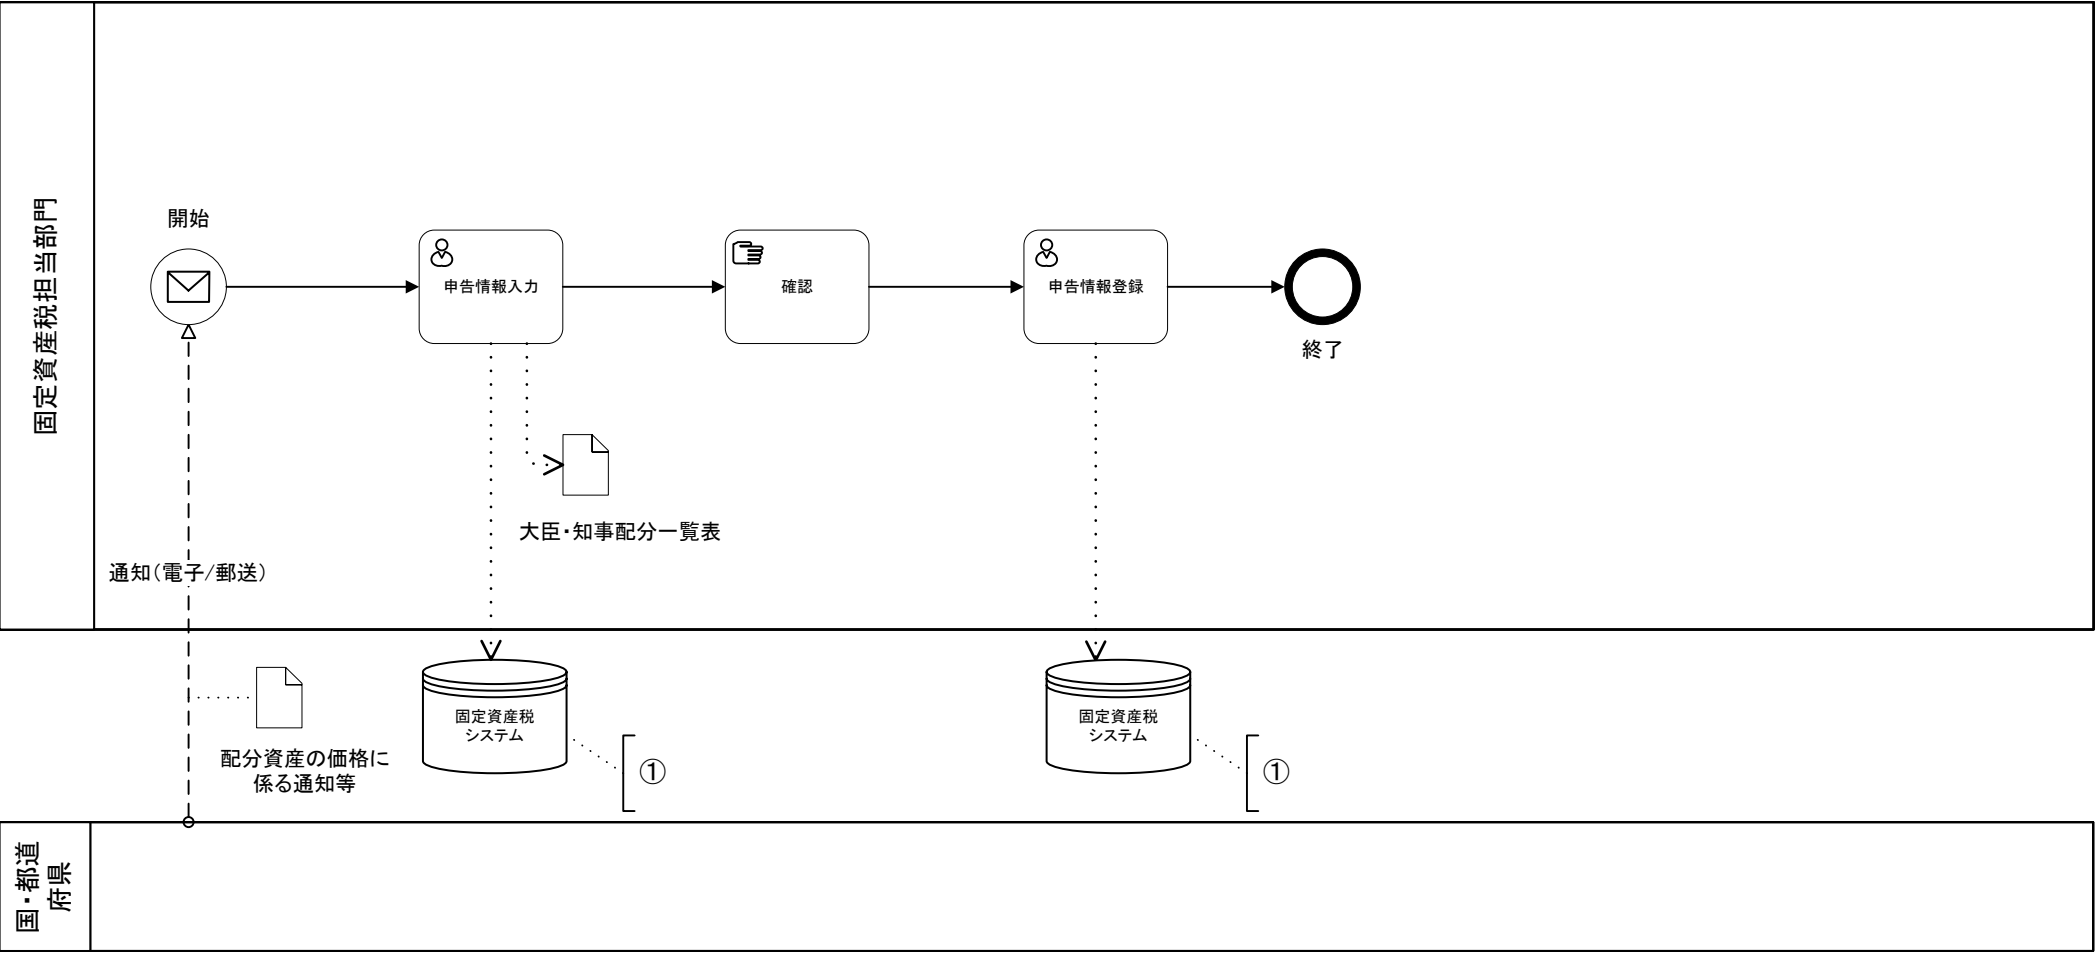 固定資産税担当部門
開始
申告情報入力
確認
申告情報登録
終了
大臣・知事配分一覧表
通知(電子/郵送)
配分資産の価格に
係る通知等
固定資産税
システム
①
固定資産税
システム
①
国・都道
府県